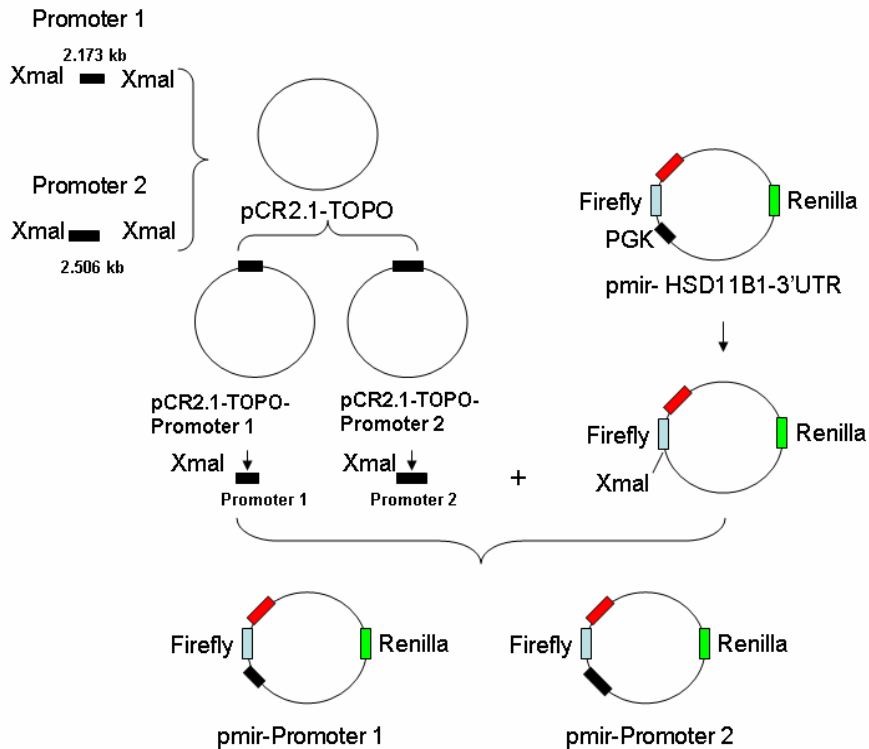 Promoter 1
2.173 kb
XmaI XmaI
Promoter 2
XmaI XmaI
2.506 kb
pCR2.1-TOPO
Firefly Renilla
PGK
pmir- HSD11B1-3'UTR
pCR2.1-TOPO-
Promoter 1
pCR2.1-TOPO-
Promoter 2
XmaI
Promoter 1
XmaI
Promoter 2
+
Firefly Renilla
XmaI
Firefly Renilla
pmir-Promoter 1
Firefly Renilla
pmir-Promoter 2